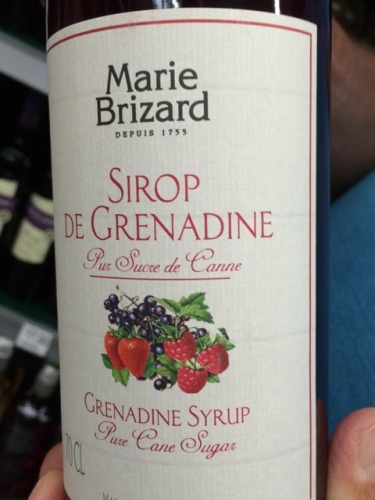 Marie
Brizard
DEPUIS 1755
SIROP
DE GRENADINE
Pur Sucre de Canne
GRENADINE SYRUP
Pure Cane Sugar
70 CL